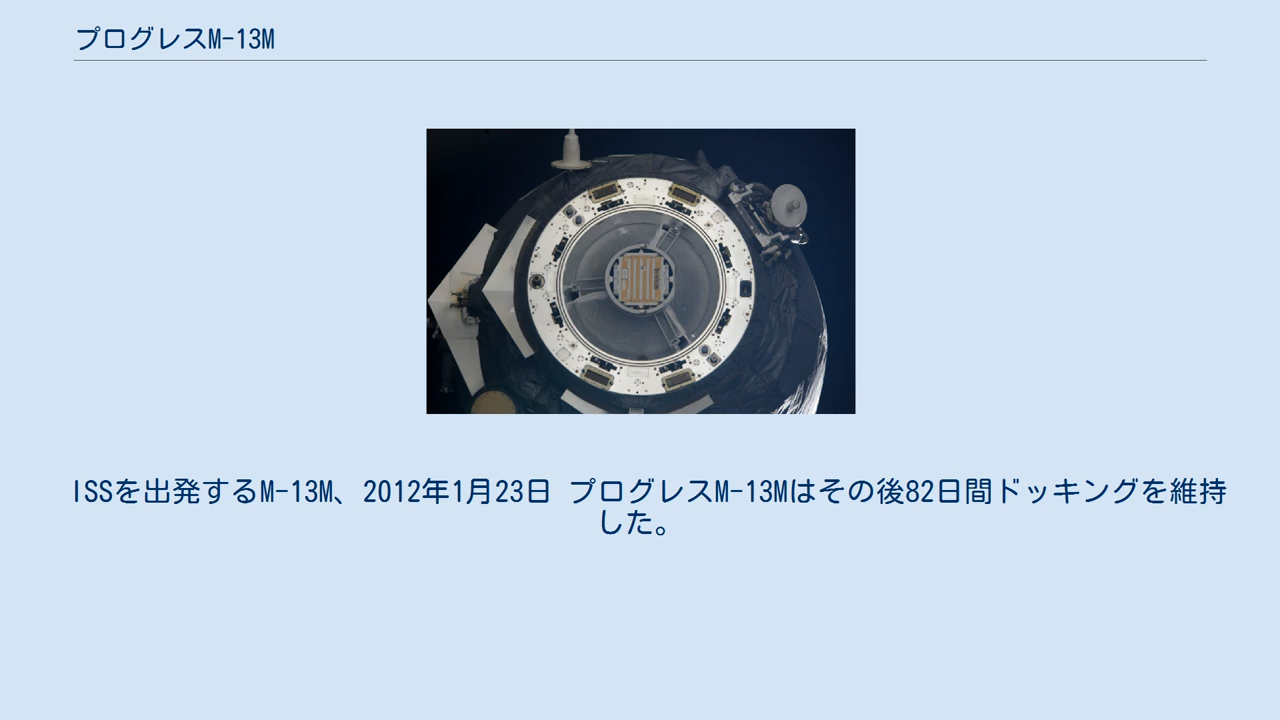 プログレスM-13M
ISSを出発するM-13M、2012年1月23日 プログレスM-13Mはその後82日間ドッキングを維持
した。